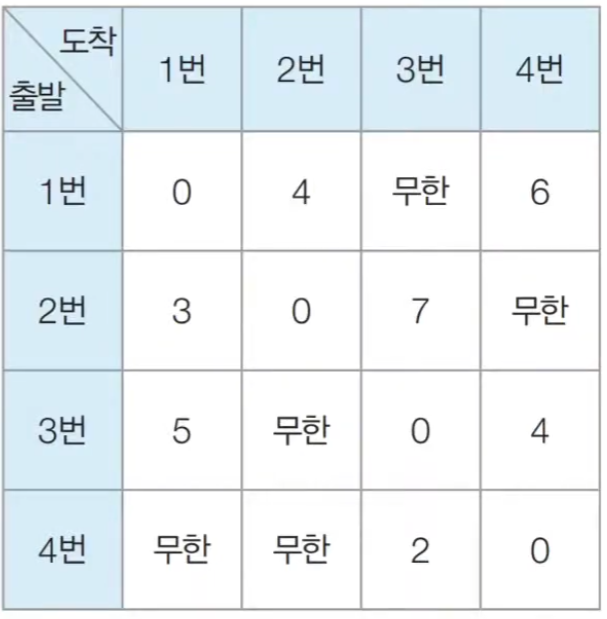 도착
출발
1번 2번 3번 4번
1번 0 4 무한 6
2번 3 0 7 무한
3번 5 무한 0 4
4번 무한 무한 2 0